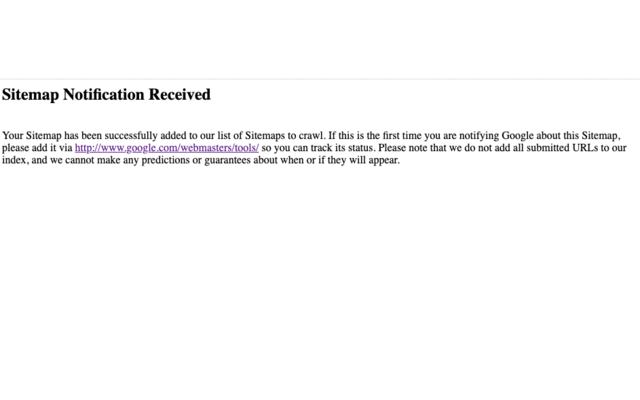 Sitemap Notification Received
Your Sitemap has been successfully added to our list of Sitemaps to crawl. If this is the first time you are notifying Google about this Sitemap,
please add it via http://www.google.com/webmasters/tools/ so you can track its status. Please note that we do not add all submitted URLs to our
index, and we cannot make any predictions or guarantees about when or if they will appear.